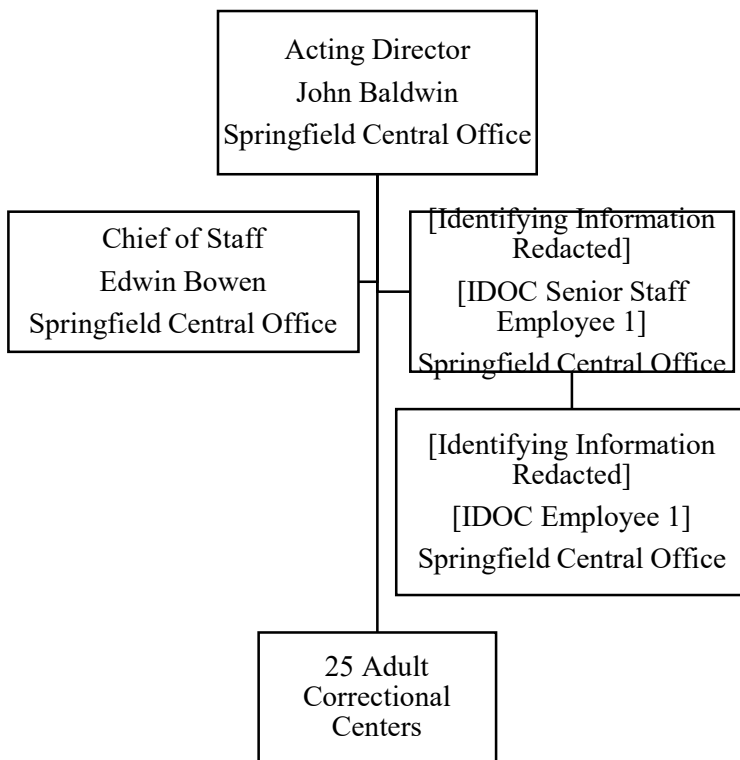 Acting Director
John Baldwin
Springfield Central Office
Chief of Staff
Edwin Bowen
Springfield Central Office
[Identifying Information
Redacted]
[IDOC Senior Staff
Employee 1]
Springfield Central Office
[Identifying Information
Redacted]
[IDOC Employee 1]
Springfield Central Office
25 Adult
Correctional
Centers